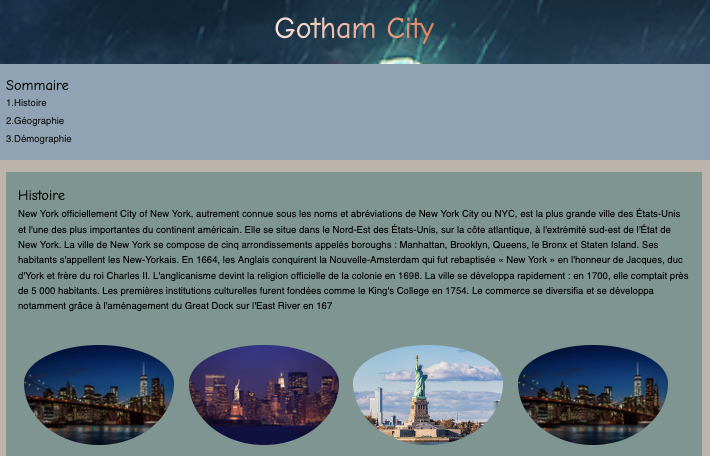 Gotham City
Sommaire
1.Histoire
2.Géographie
3.Démographie
Histoire
New York officiellement City of New York, autrement connue sous les noms et abréviations de New York City ou NYC, est la plus grande ville des États-Unis
et l'une des plus importantes du continent américain. Elle se situe dans le Nord-Est des États-Unis, sur la côte atlantique, à l'extrémité sud-est de l'État de
New York. La ville de New York se compose de cinq arrondissements appelés boroughs : Manhattan, Brooklyn, Queens, le Bronx et Staten Island. Ses
habitants s'appellent les New-Yorkais. En 1664, les Anglais conquirent la Nouvelle-Amsterdam qui fut rebaptisée « New York » en l'honneur de Jacques, duc
d'York et frère du roi Charles II. L'anglicanisme devint la religion officielle de la colonie en 1698. La ville se développa rapidement : en 1700, elle comptait près
de 5 000 habitants. Les premières institutions culturelles furent fondées comme le King's College en 1754. Le commerce se diversifia et se développa
notamment grâce à l'aménagement du Great Dock sur l'East River en 167